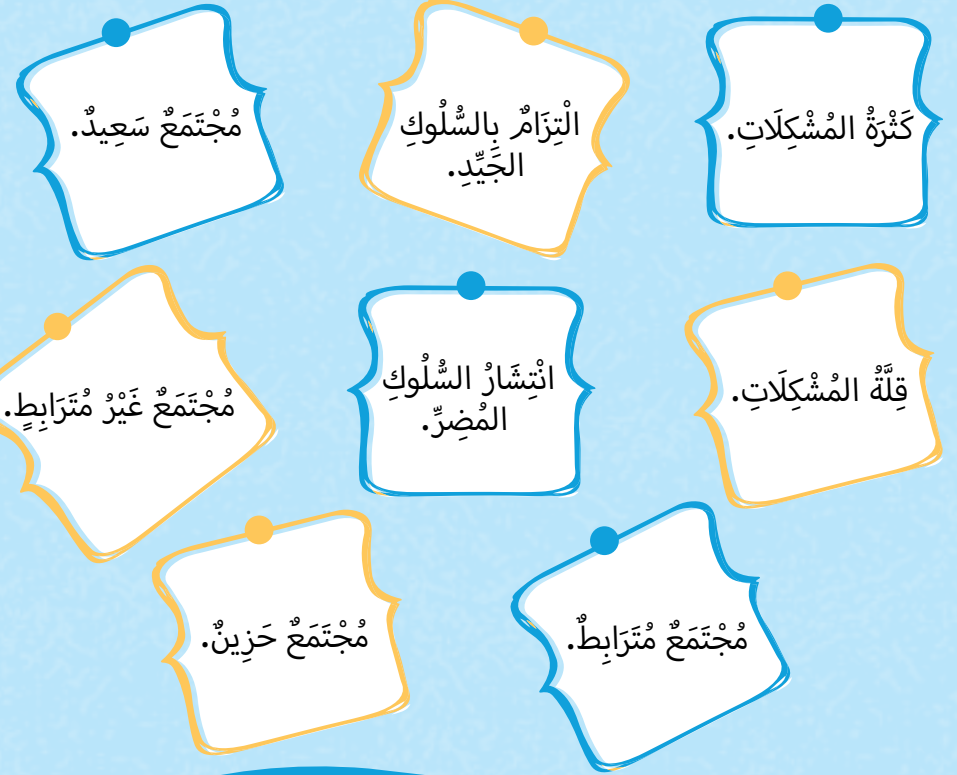 كَثْرَةُ المُشْكِلَاتِ.
الْتِزَامٌ بِالسُّلُوكِ
الجَيِّدِ.
مُجْتَمَعٌ سَعِيدٌ.
قِلَّةُ المُشْكِلَاتِ.
انْتِشَارُ السُّلُوكِ
المُضِرِّ.
مُجْتَمَعٌ غَيْرُ مُتَرَابِطٍ.
مُجْتَمَعٌ مُتَرَابِطٌ.
مُجْتَمَعٌ حَزِينٌ.